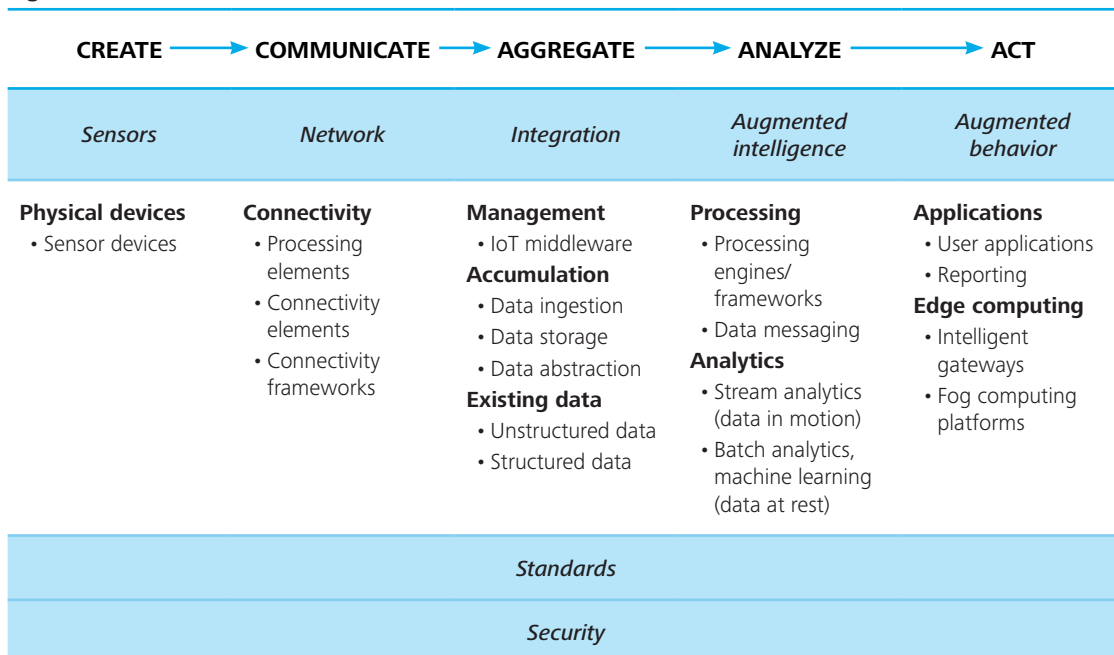 CREATE COMMUNICATE AGGREGATE ANALYZE ACT
Sensors
Network
Integration
Augmented
intelligence
Augmented
behavior
Physical devices
• Sensor devices
Connectivity
• Processing
elements
• Connectivity
elements
• Connectivity
frameworks
Management
• IoT middleware
Accumulation
• Data ingestion
• Data storage
• Data abstraction
Existing data
• Unstructured data
• Structured data
Processing
• Processing
engines/
frameworks
• Data messaging
Analytics
• Stream analytics
(data in motion)
• Batch analytics,
machine learning
(data at rest)
Applications
• User applications
• Reporting
Edge computing
• Intelligent
gateways
• Fog computing
platforms
Standards
Security